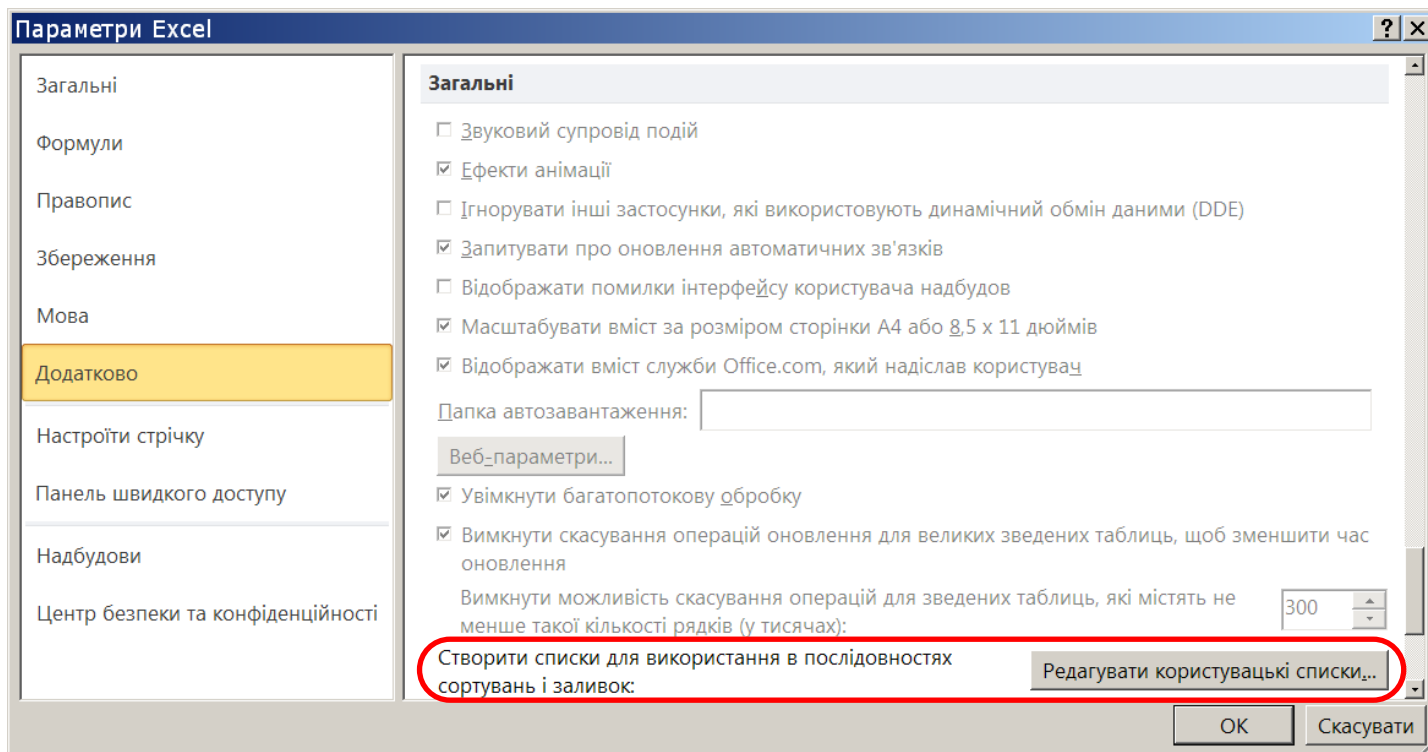 Параметри Excel
Загальні
Формули
Правопис
Збереження
Мова
Додатково
Настроїти стрічку
Панель швидкого доступу
Надбудови
Центр безпеки та конфіденційності
Загальні
Звуковий супровід подій
Ефекти анімації
Ігнорувати інші застосунки, які використовують динамічний обмін даними (DDE)
Запитувати про оновлення автоматичних зв'язків
Відображати помилки інтерфейсу користувача надбудов
Масштабувати вміст за розміром сторінки A4 або 8,5 x 11 дюймів
Відображати вміст служби Office.com, який надіслав користувач
Папка автозавантаження:
Веб-параметри...
Увімкнути багатопотокову обробку
Вимкнути скасування операцій оновлення для великих зведених таблиць, щоб зменшити час
оновлення
Вимкнути можливість скасування операцій для зведених таблиць, які містять не
менше такої кількості рядків (у тисячах):
300
Створити списки для використання в послідовностях
сортувань і заливок:
Редагувати користувацькі списки...
ОК
Скасувати